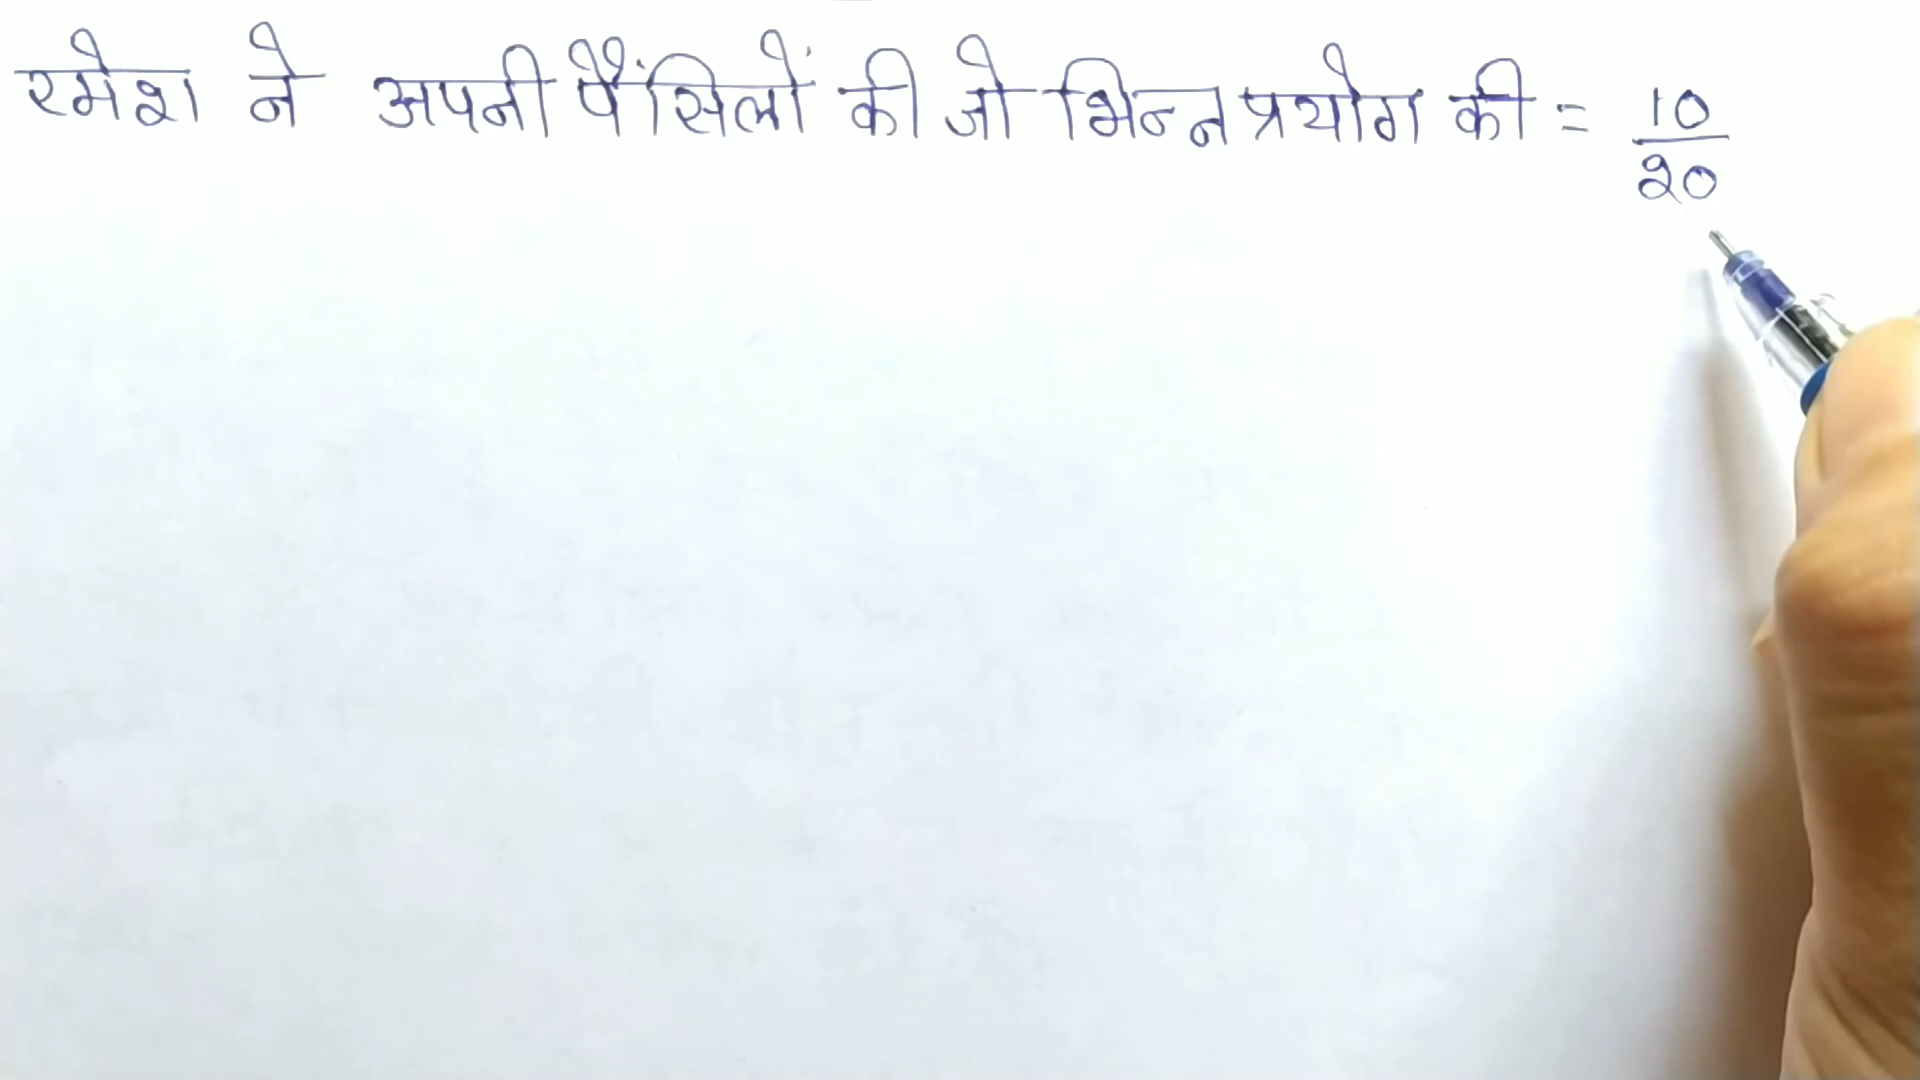 रमेश ने अपनी पैंसिलों की जो भिन्न प्रयोग की = 10/20